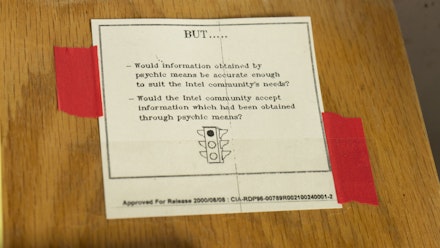 BUT.....
– Would information obtained by
psychic means be accurate enough
to suit the Intel community's needs?
– Would the Intel community accept
information which had been obtained
through psychic means?
Approved For Release 2000/08/08 : CIA-RDP96-00789R002100240001-2